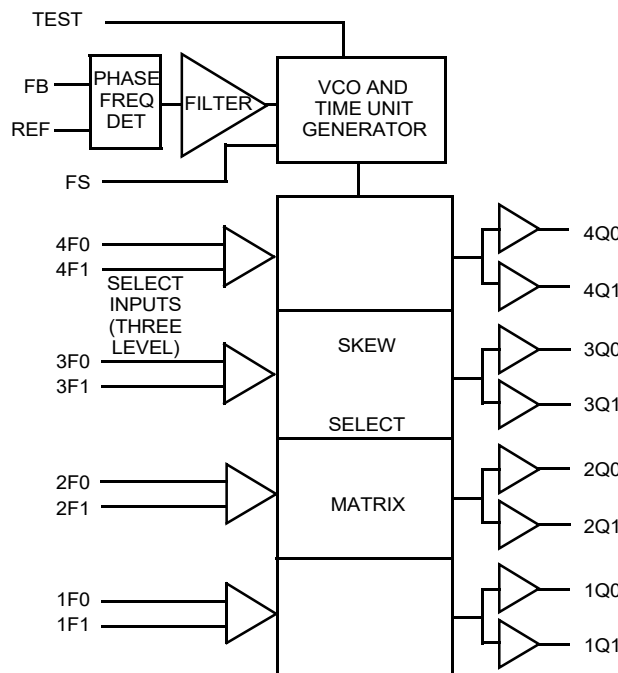 TEST
FB
REF
PHASE
FREQ
DET
FILTER
VCO AND
TIME UNIT
GENERATOR
FS
4F0
4F1
SELECT
INPUTS
(THREE
LEVEL)
3F0
3F1
2F0
2F1
1F0
1F1
SKEW
SELECT
MATRIX
4Q0
4Q1
3Q0
3Q1
2Q0
2Q1
1Q0
1Q1